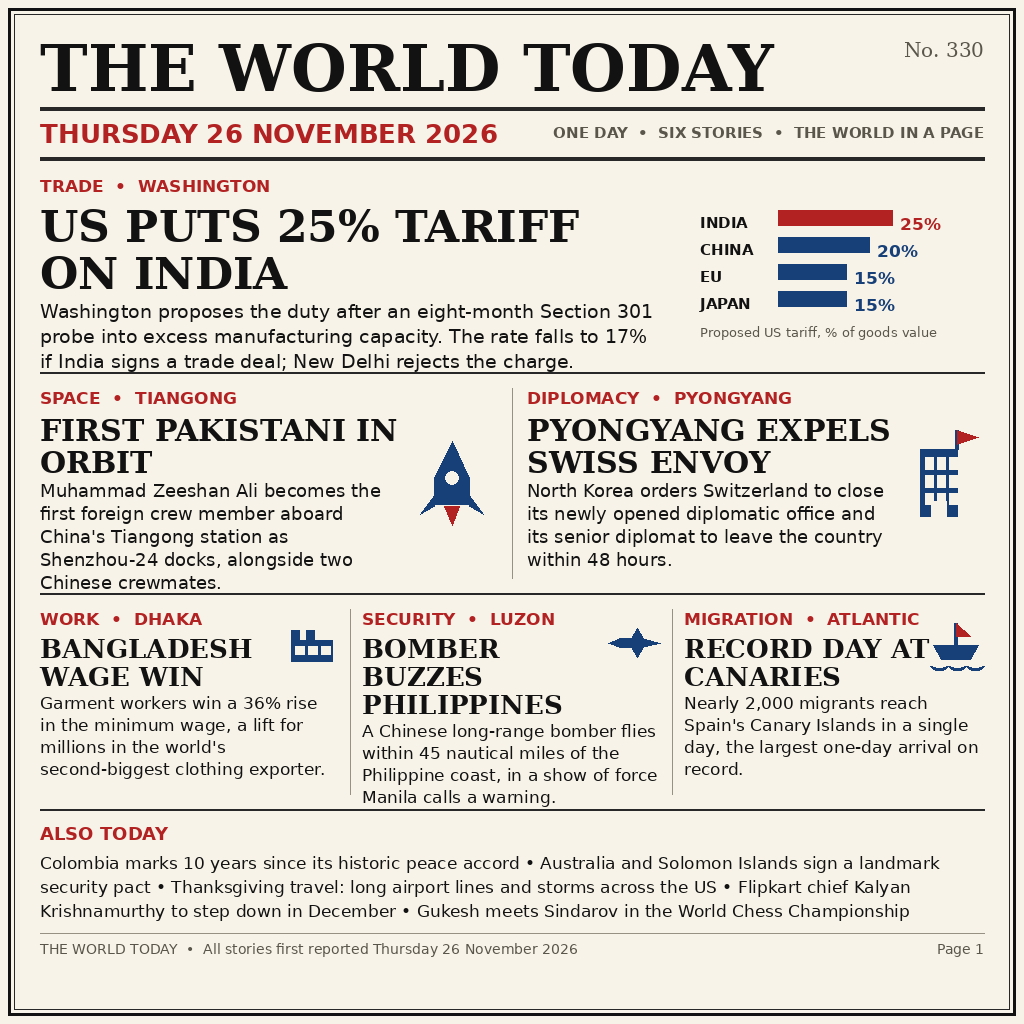 THE WORLD TODAY
No. 330
THURSDAY 26 NOVEMBER 2026
ONE DAY • SIX STORIES • THE WORLD IN A PAGE
TRADE • WASHINGTON
US PUTS 25% TARIFF
ON INDIA
Washington proposes the duty after an eight-month Section 301
probe into excess manufacturing capacity. The rate falls to 17%
if India signs a trade deal; New Delhi rejects the charge.
INDIA 25%
CHINA 20%
EU 15%
JAPAN 15%
Proposed US tariff, % of goods value
SPACE • TIANGONG
FIRST PAKISTANI IN
ORBIT
Muhammad Zeeshan Ali becomes the
first foreign crew member aboard
China's Tiangong station as
Shenzhou-24 docks, alongside two
Chinese crewmates.
DIPLOMACY • PYONGYANG
PYONGYANG EXPELS
SWISS ENVOY
North Korea orders Switzerland to close
its newly opened diplomatic office and
its senior diplomat to leave the country
within 48 hours.
WORK • DHAKA
BANGLADESH
WAGE WIN
Garment workers win a 36% rise
in the minimum wage, a lift for
millions in the world's
second-biggest clothing exporter.
SECURITY • LUZON
BOMBER
BUZZES
PHILIPPINES
A Chinese long-range bomber flies
within 45 nautical miles of the
Philippine coast, in a show of force
Manila calls a warning.
MIGRATION • ATLANTIC
RECORD DAY AT
CANARIES
Nearly 2,000 migrants reach
Spain's Canary Islands in a single
day, the largest one-day arrival on
record.
ALSO TODAY
Colombia marks 10 years since its historic peace accord • Australia and Solomon Islands sign a landmark
security pact • Thanksgiving travel: long airport lines and storms across the US • Flipkart chief Kalyan
Krishnamurthy to step down in December • Gukesh meets Sindarov in the World Chess Championship
THE WORLD TODAY • All stories first reported Thursday 26 November 2026
Page 1